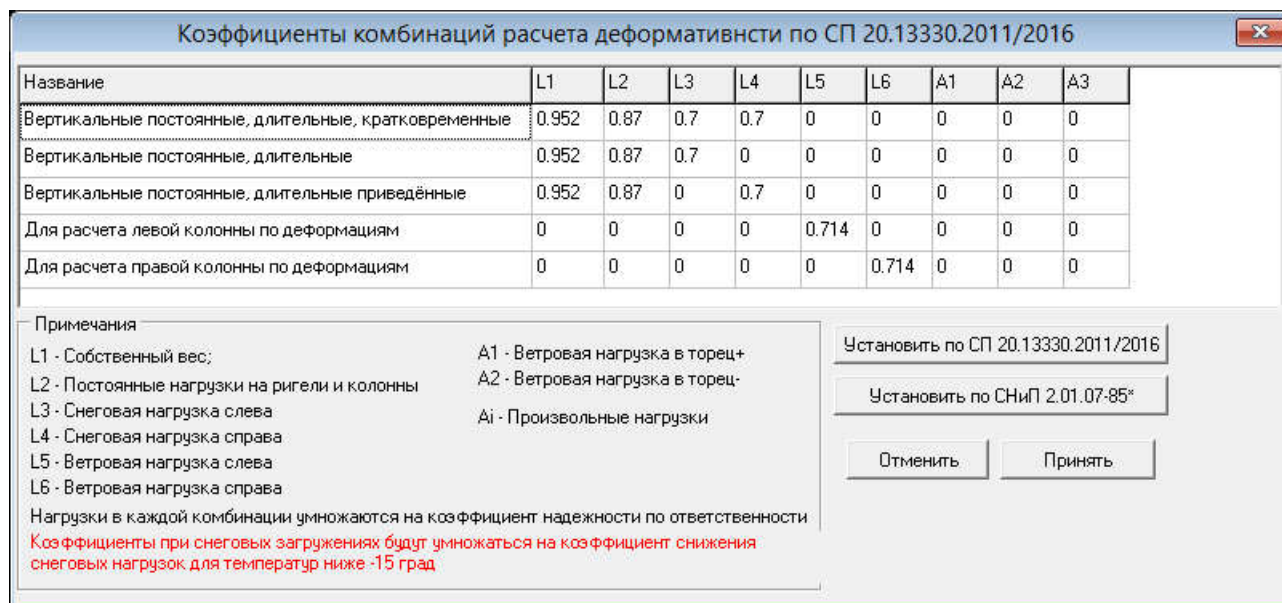 Коэффициенты комбинаций расчета деформативнсти по СП 20.13330.2011/2016
Название L1 L2 L3 L4 L5 L6 A1 A2 A3
Вертикальные постоянные, длительные, кратковременные 0.952 0.87 0.7 0.7 0 0 0 0 0
Вертикальные постоянные, длительные 0.952 0.87 0.7 0 0 0 0 0 0
Вертикальные постоянные, длительные приведённые 0.952 0.87 0 0.7 0 0 0 0 0
Для расчета левой колонны по деформациям 0 0 0 0 0.714 0 0 0 0
Для расчета правой колонны по деформациям 0 0 0 0 0 0.714 0 0 0
Примечания
L1 - Собственный вес;
L2 - Постоянные нагрузки на ригели и колонны
L3 - Снеговая нагрузка слева
L4 - Снеговая нагрузка справа
L5 - Ветровая нагрузка слева
L6 - Ветровая нагрузка справа
A1 - Ветровая нагрузка в торец+
A2 - Ветровая нагрузка в торец-
Ai - Произвольные нагрузки
Нагрузки в каждой комбинации умножаются на коэффициент надежности по ответственности
Коэффициенты при снеговых загружениях будут умножаться на коэффициент снижения
снеговых нагрузок для температур ниже -15 град
Установить по СП 20.13330.2011/2016
Установить по СНиП 2.01.07-85*
Отменить
Принять